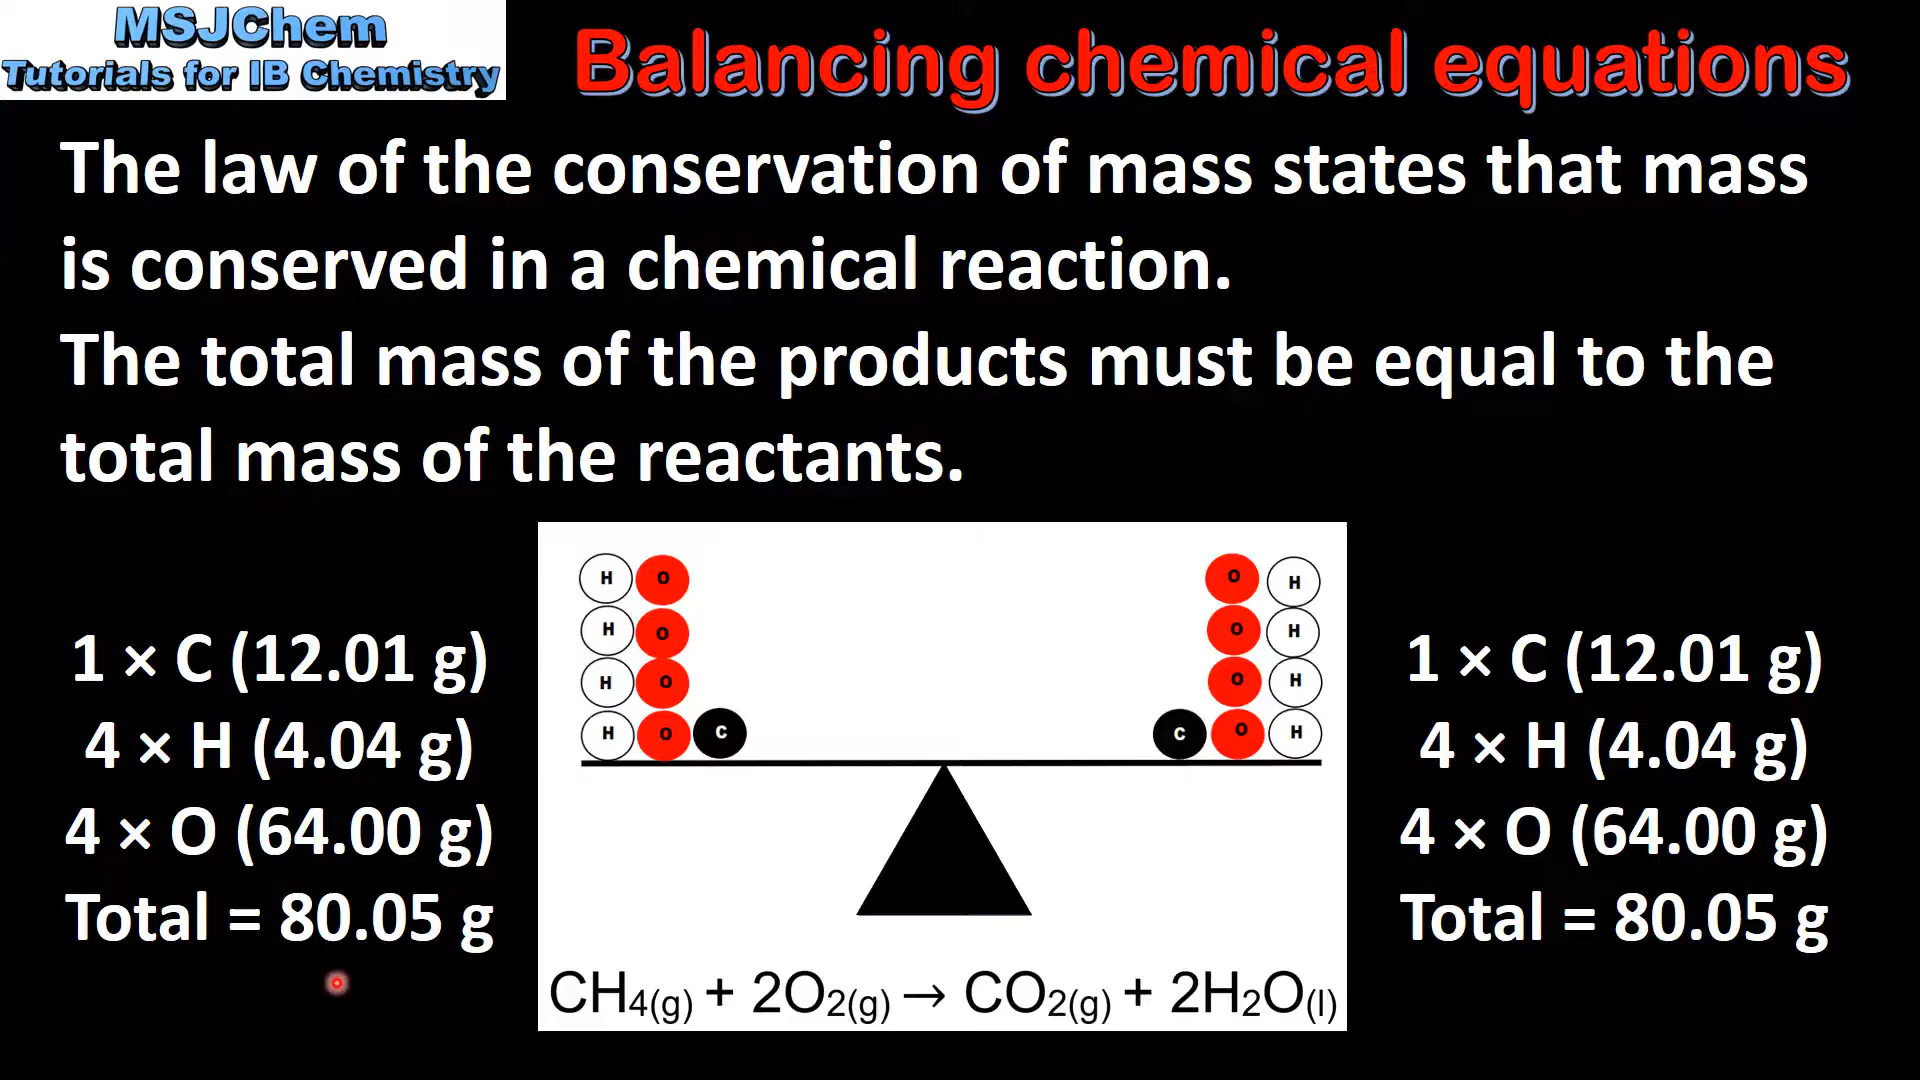 MSJChem
Tutorials for IB Chemistry
Balancing chemical equations
The law of the conservation of mass states that mass
is conserved in a chemical reaction.
The total mass of the products must be equal to the
total mass of the reactants.
1 × C (12.01 g)
4 × H (4.04 g)
4 × O (64.00 g)
Total = 80.05 g
H O
H O
H O
H O C
O H
O H
O H
C O H
CH4(g) + 2O2(g) → CO2(g) + 2H2O(l)
1 × C (12.01 g)
4 × H (4.04 g)
4 × O (64.00 g)
Total = 80.05 g